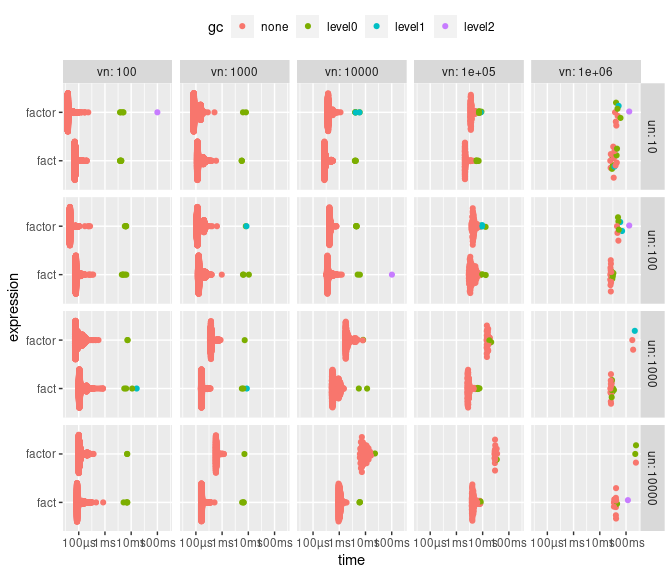 gc none level0 level1 level2
vn: 100 vn: 1000 vn: 10000 vn: 1e+05 vn: 1e+06
factor
fact
un: 10
factor
fact
un: 100
factor
fact
un: 1000
factor
fact
un: 10000
expression
100μs 1ms 10ms 100ms 100μs 1ms 10ms 100ms 100μs 1ms 10ms 100ms 100μs 1ms 10ms 100ms 100μs 1ms 10ms 100ms
time